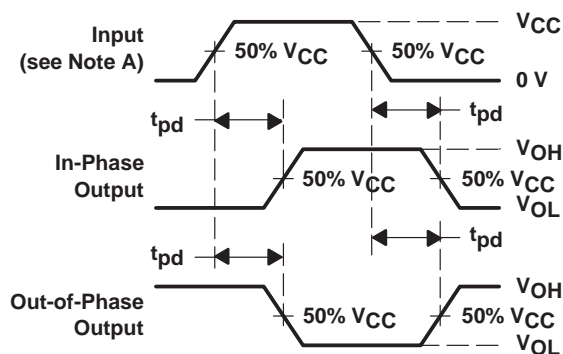 VCC
Input
(see Note A)
50% VCC
50% VCC
0 V
tpd
tpd
In-Phase
Output
VOH
50% VCC
50% VCC
VOL
tpd
tpd
Out-of-Phase
Output
VOH
50% VCC
50% VCC
VOL